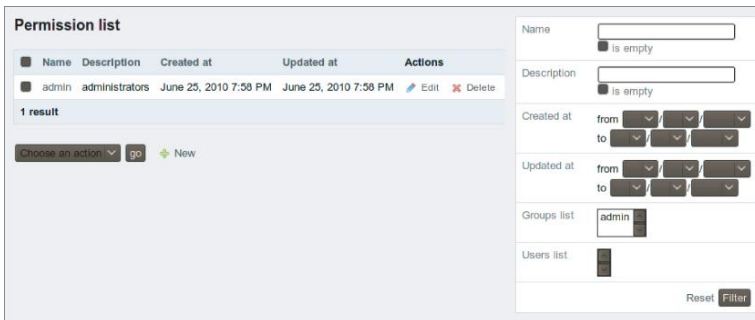 Permission list
Name Description Created at Updated at Actions
admin administrators June 25, 2010 7:58 PM June 25, 2010 7:58 PM Edit Delete
1 result
Choose an action go New
Name
is empty
Description
is empty
Created at from / /
to / /
Updated at from / /
to / /
Groups list admin
Users list
Reset Filter